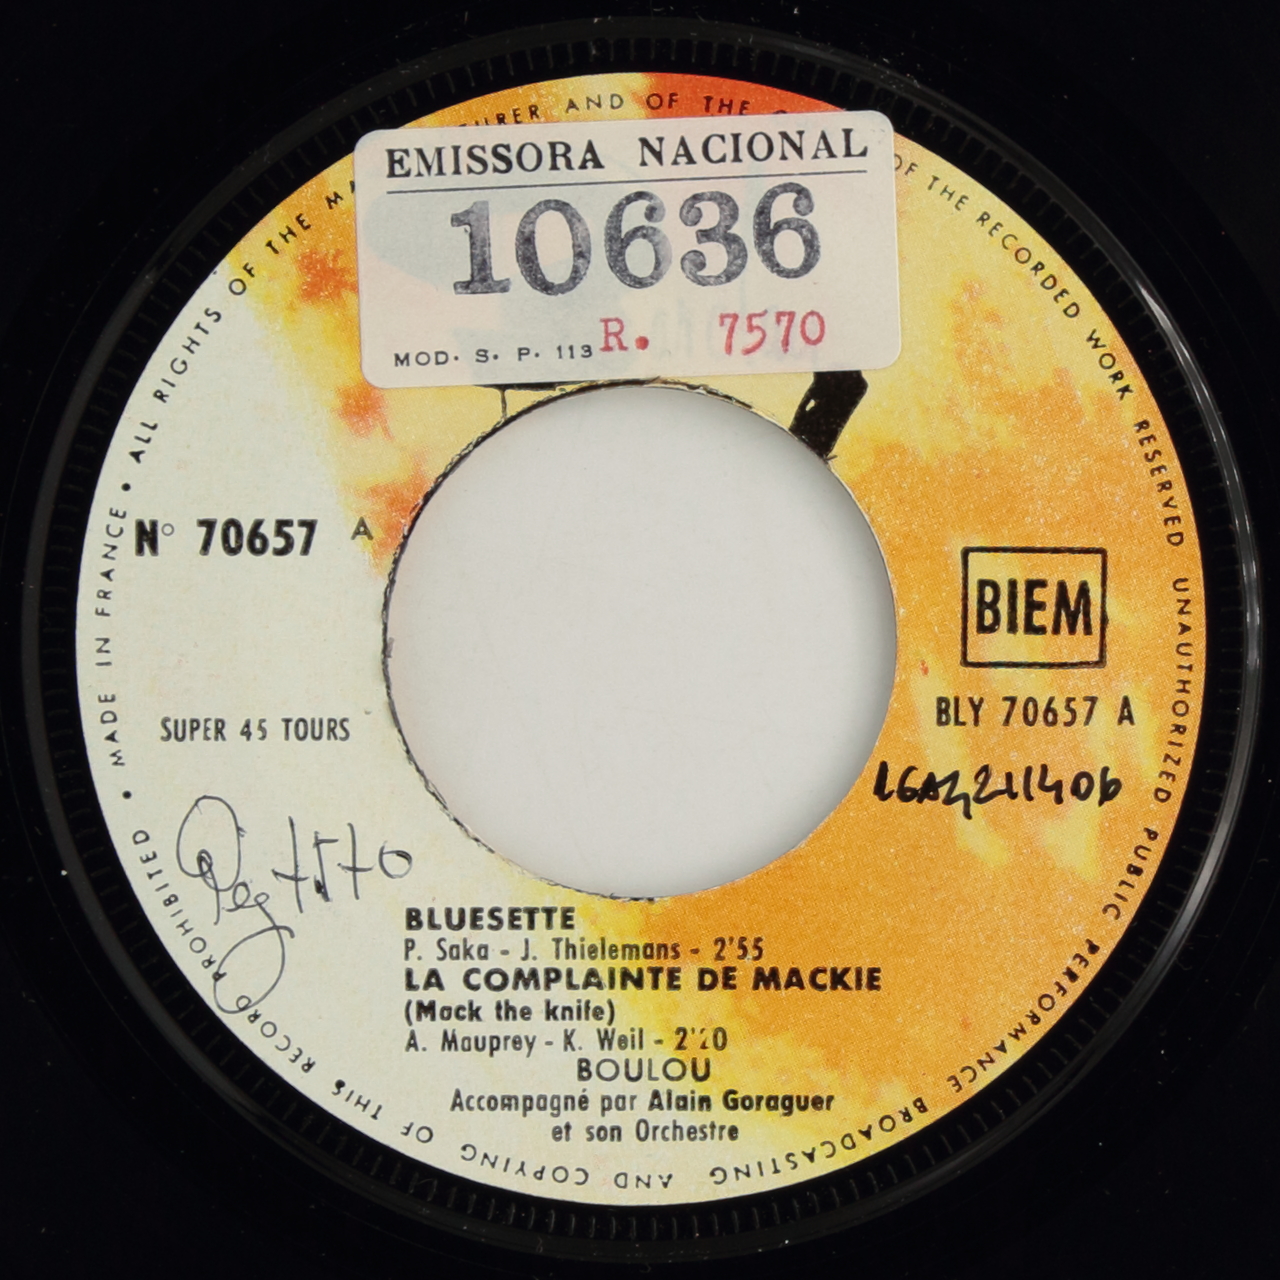 EMISSORA NACIONAL
10636
R. 7570
MOD. S. P. 113
MADE IN FRANCE • ALL RIGHTS OF THE
AND OF THE
OF THE RECORDED WORK RESERVED UNAUTHORIZED PUBLIC PERFORMANCE BROADCASTING AND COPYING OF THIS RECORD PROHIBITED •
N° 70657 A
BIEM
SUPER 45 TOURS
BLY 70657 A
Reg 7570
BLUESETTE
P. Saka - J. Thielemans - 2'55
LA COMPLAINTE DE MACKIE
(Mack the knife)
A. Mauprey - K. Weil -
BOULOU
Accompagné par Alain Goraguer
et son Orchestre